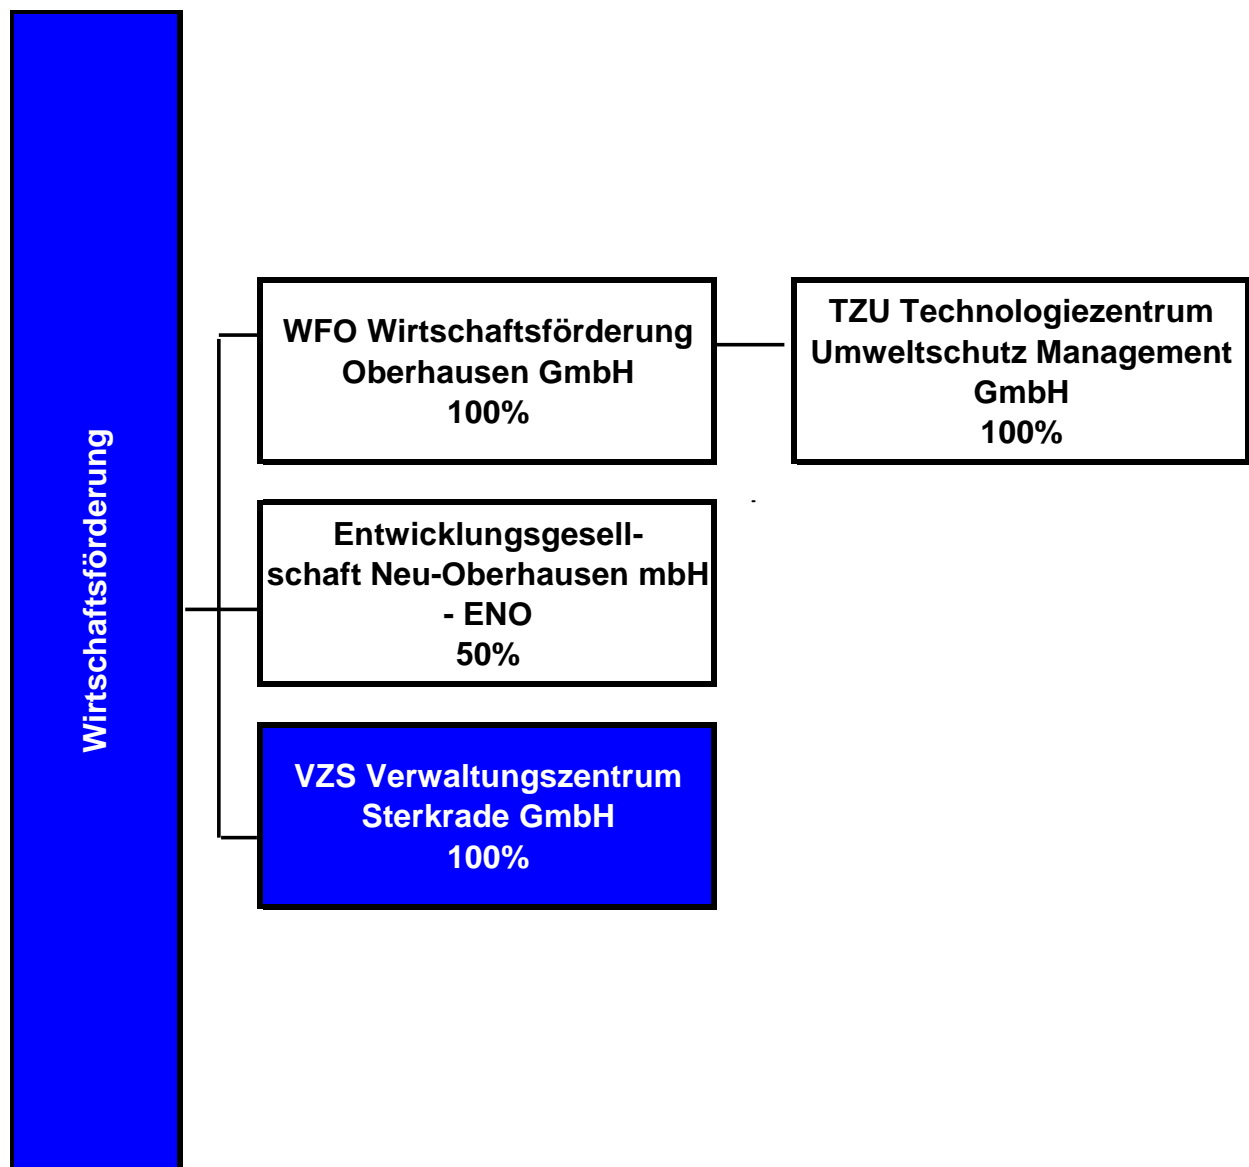 Wirtschaftsförderung
WFO Wirtschaftsförderung
Oberhausen GmbH
100%
TZU Technologiezentrum
Umweltschutz Management
GmbH
100%
Entwicklungsgesell-
schaft Neu-Oberhausen mbH
- ENO
50%
VZS Verwaltungszentrum
Sterkrade GmbH
100%